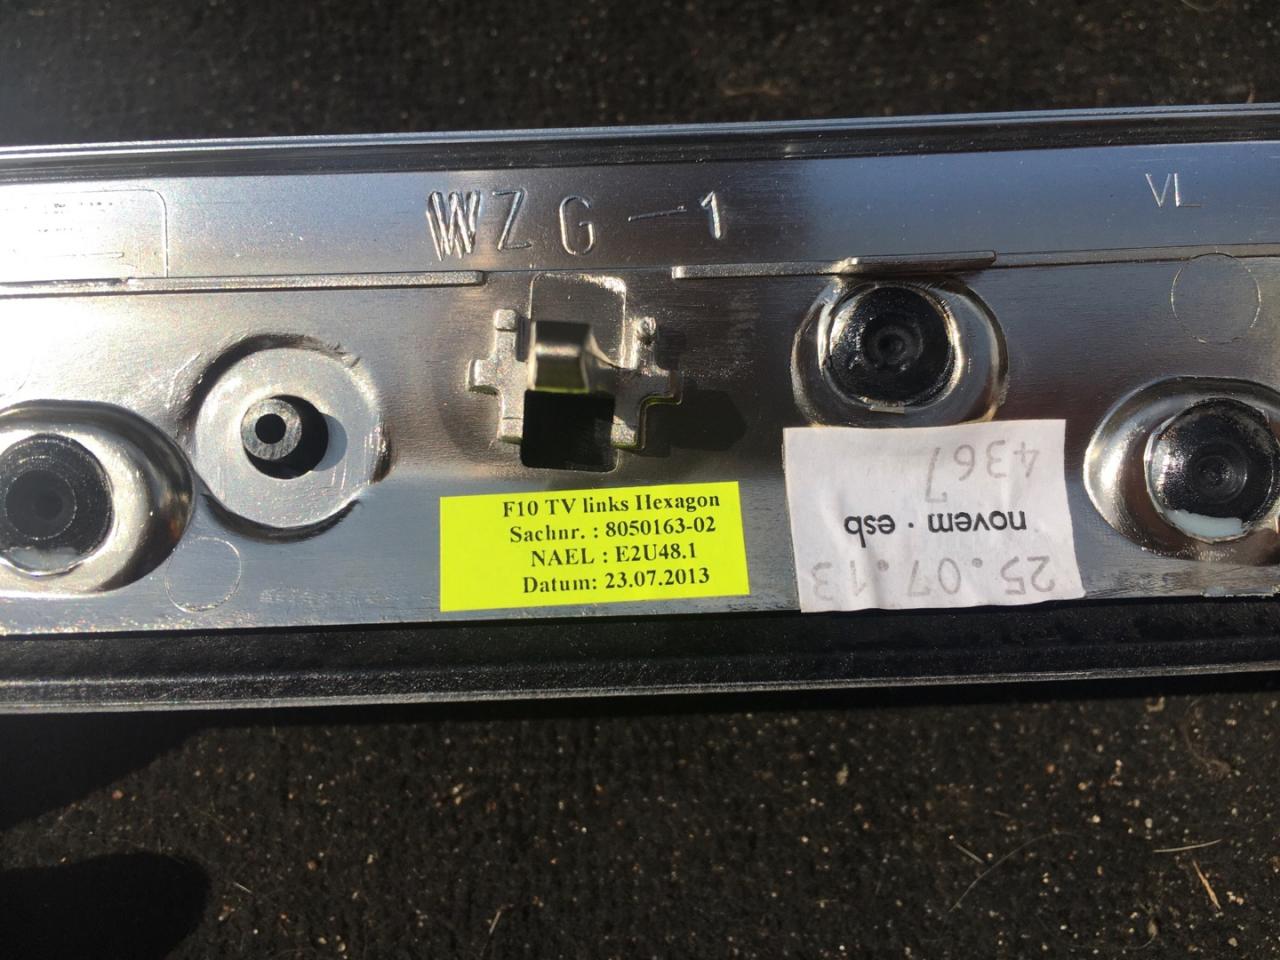 WZG-1
VL
F10 TV links Hexagon
Sachnr. : 8050163-02
NAEL : E2U48.1
Datum: 23.07.2013
25.07.13
novem · esb
4367